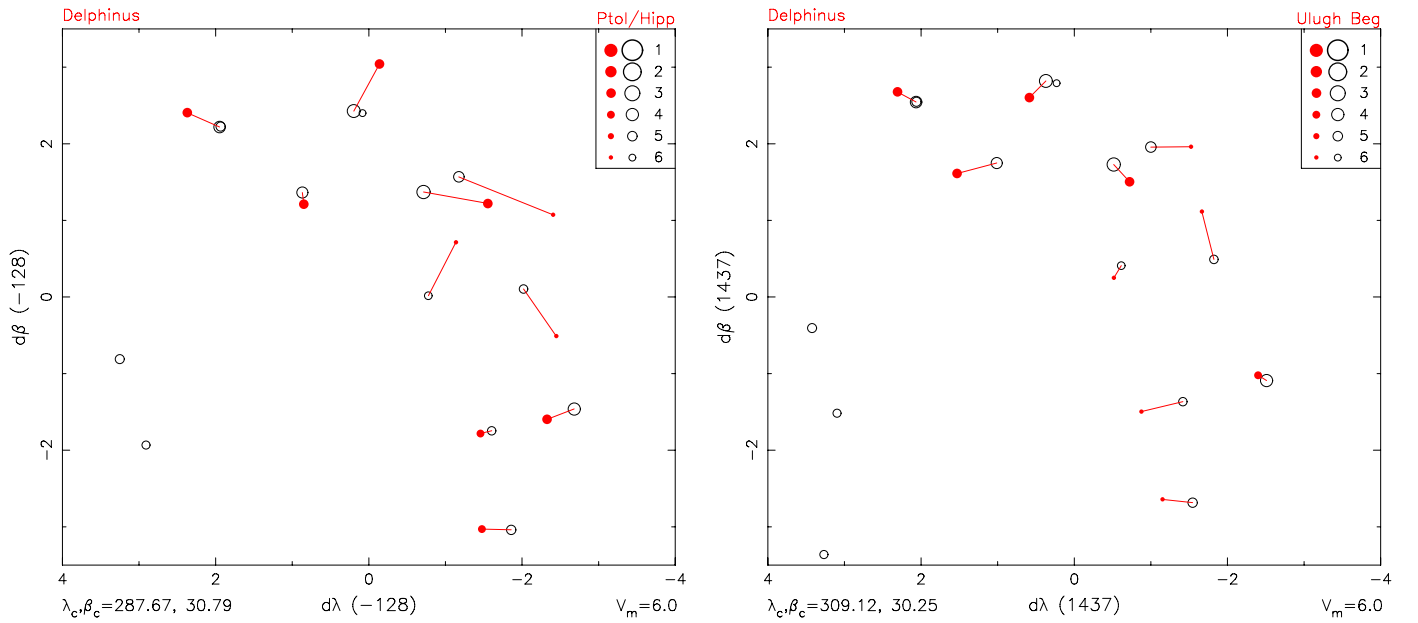 Delphinus Ptol/Hipp
1
2
3
4
5
6
2
0
−2
dβ (−128)
4 2 0 −2 −4
λc,βc=287.67, 30.79 dλ (−128) Vm=6.0
Delphinus Ulugh Beg
1
2
3
4
5
6
2
0
−2
dβ (1437)
4 2 0 −2 −4
λc,βc=309.12, 30.25 dλ (1437) Vm=6.0